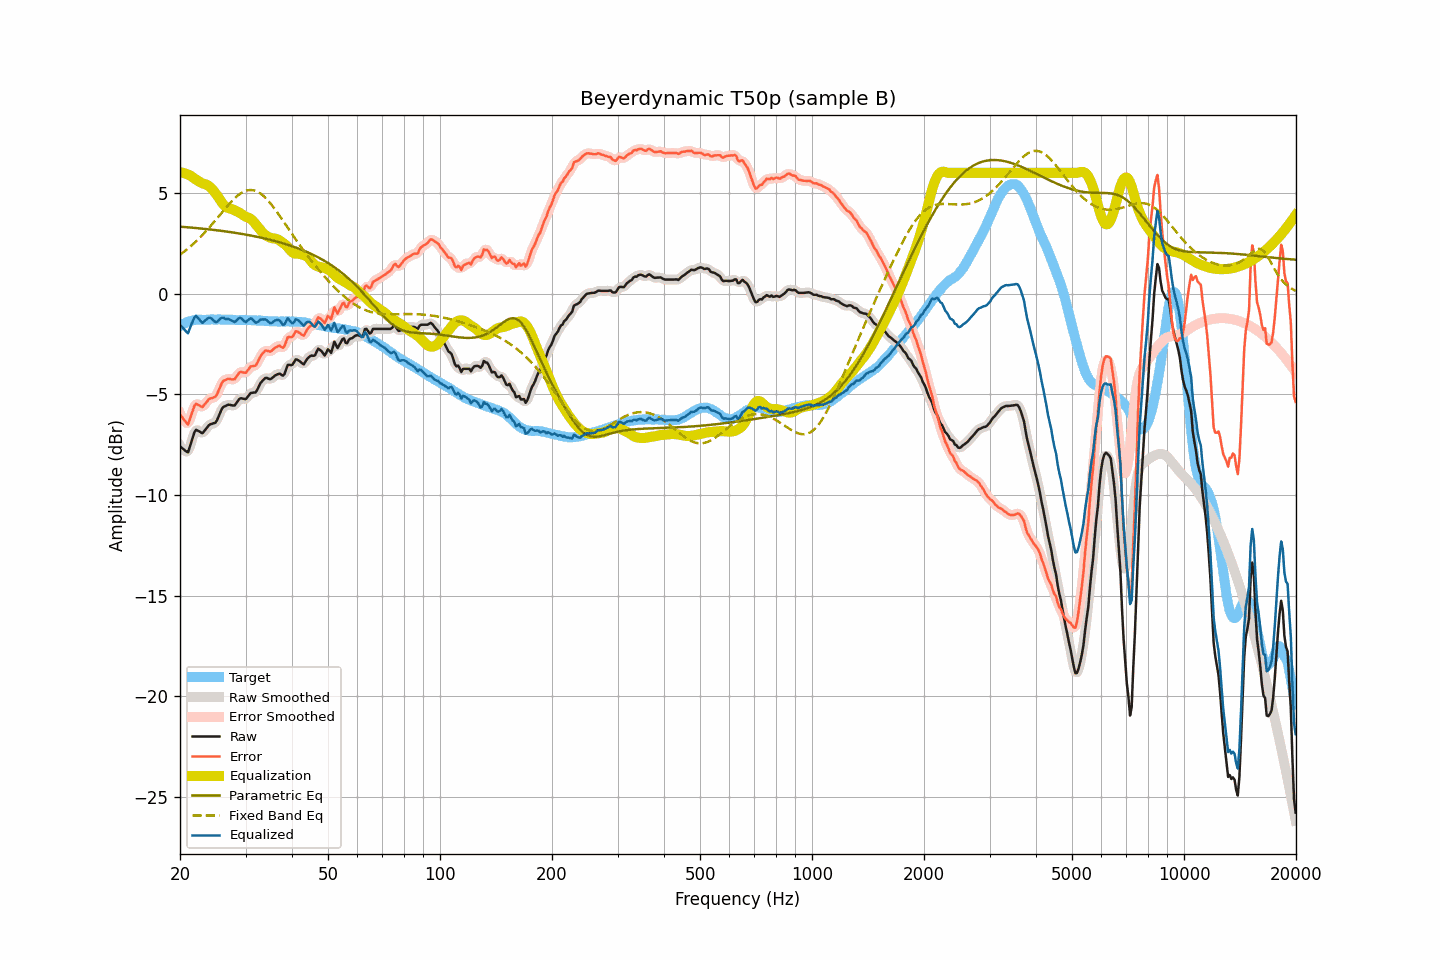 Beyerdynamic T50p (sample B)
Amplitude (dBr)
5
0
−5
−10
−15
−20
−25
Target
Raw Smoothed
Error Smoothed
Raw
Error
Equalization
Parametric Eq
Fixed Band Eq
Equalized
20 50 100 200 500 1000 2000 5000 10000 20000
Frequency (Hz)